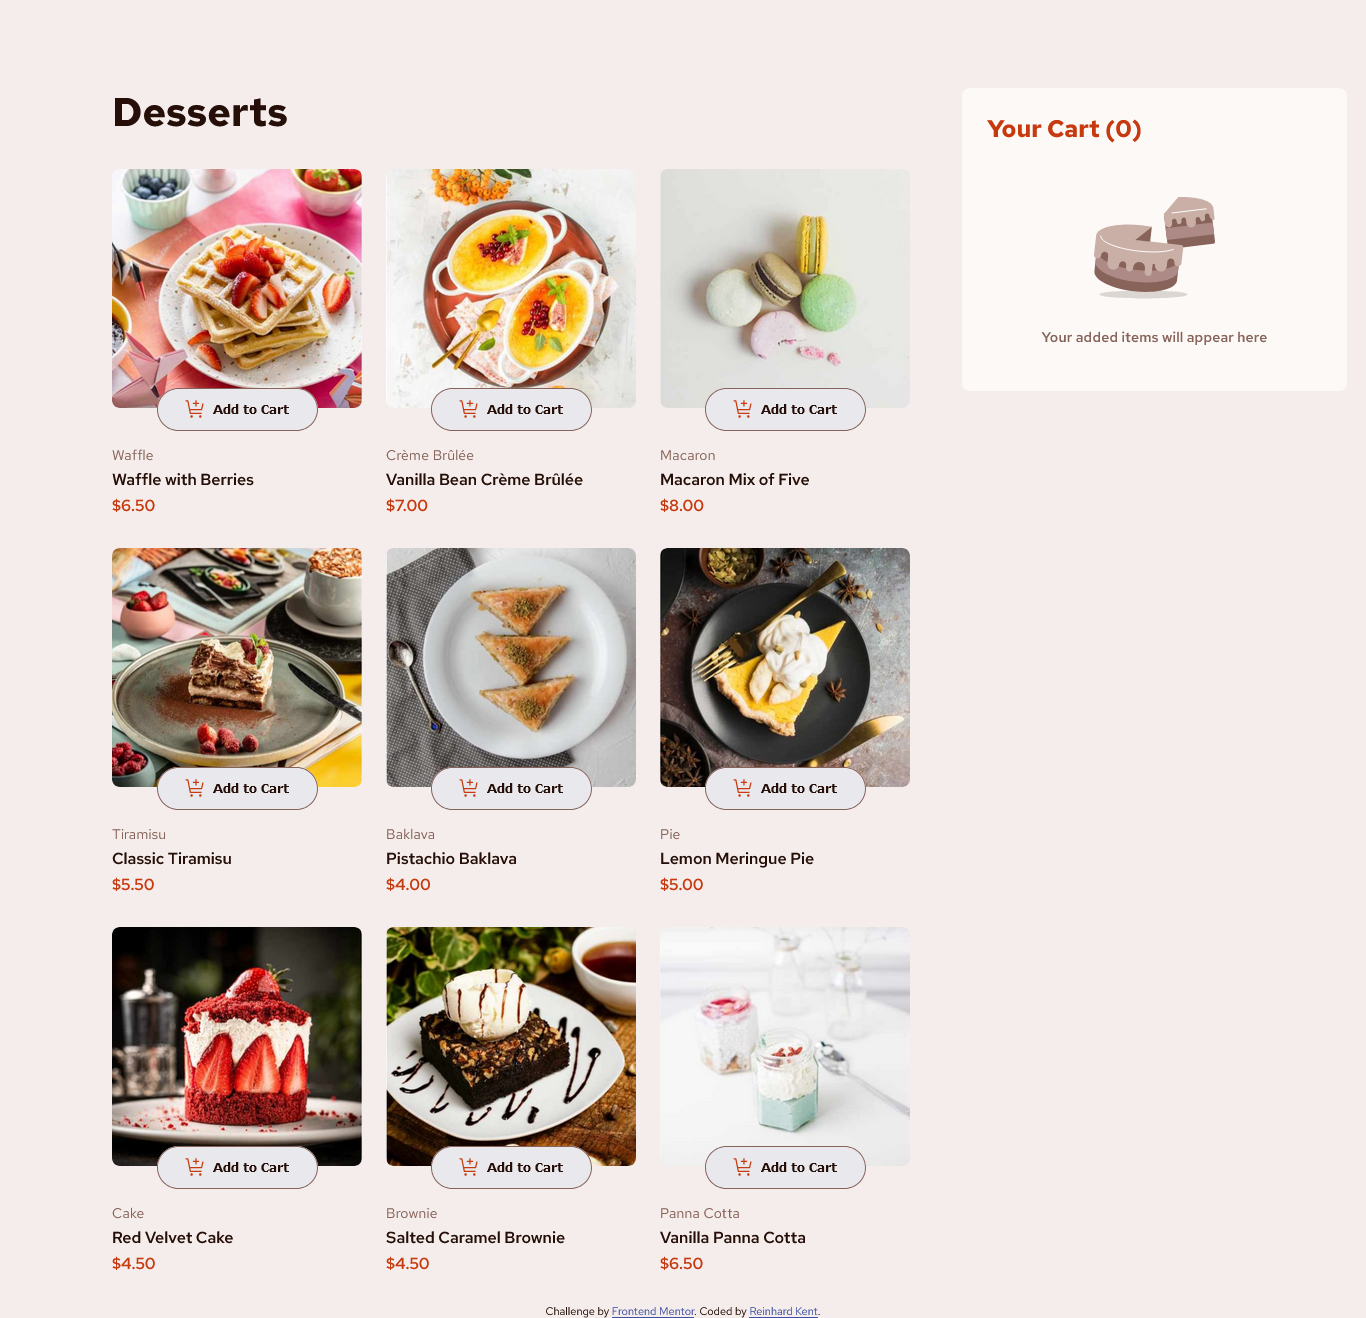 Desserts
Your Cart (0)
Your added items will appear here
Add to Cart
Add to Cart
Add to Cart
Waffle
Waffle with Berries
$6.50
Crème Brûlée
Vanilla Bean Crème Brûlée
$7.00
Macaron
Macaron Mix of Five
$8.00
Add to Cart
Add to Cart
Add to Cart
Tiramisu
Classic Tiramisu
$5.50
Baklava
Pistachio Baklava
$4.00
Pie
Lemon Meringue Pie
$5.00
Add to Cart
Add to Cart
Add to Cart
Cake
Red Velvet Cake
$4.50
Brownie
Salted Caramel Brownie
$4.50
Panna Cotta
Vanilla Panna Cotta
$6.50
Challenge by Frontend Mentor. Coded by Reinhard Kent.